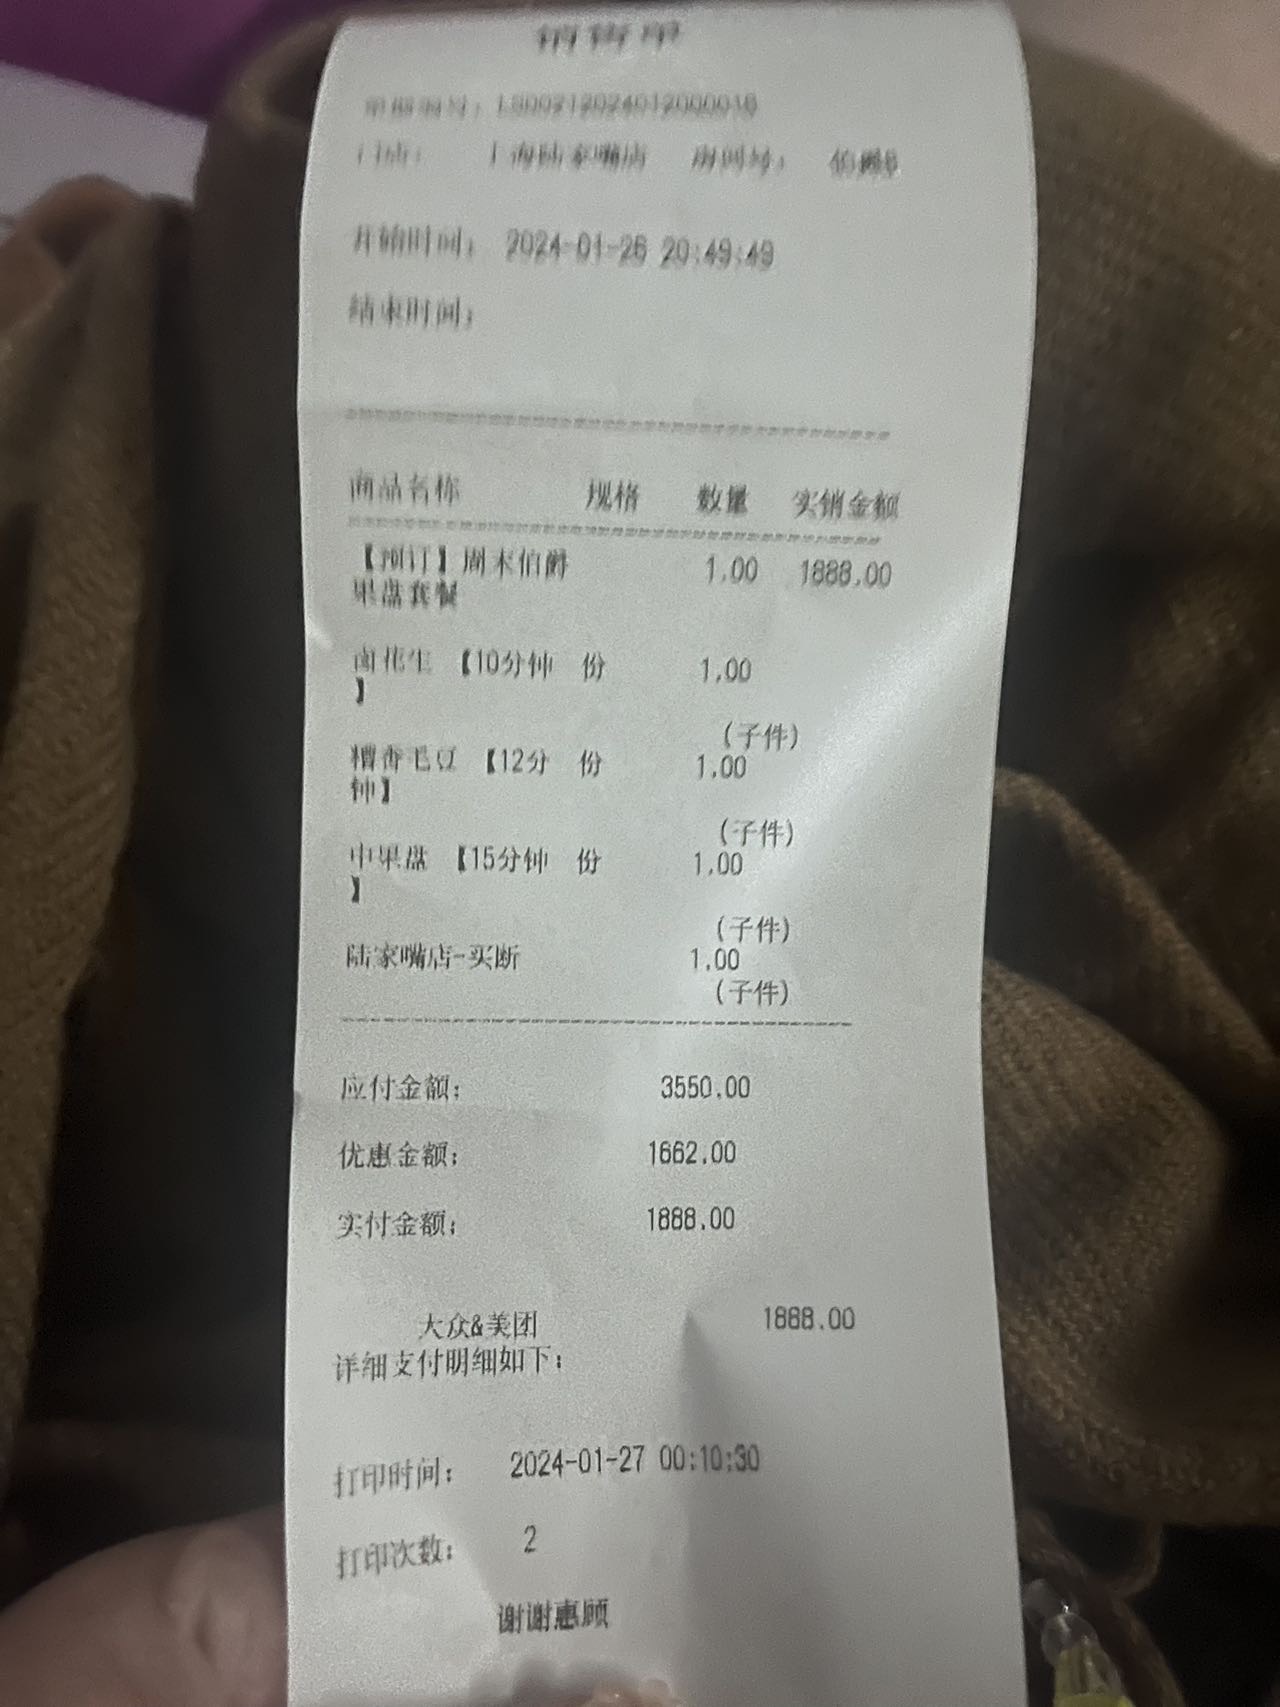 销售单
单据编号：
门店： 上海陆家嘴店 房间号： 伯爵8
开始时间： 2024-01-26 20:49:49
结束时间：
商品名称 规格 数量 实销金额
【预订】周末伯爵 1.00 1888.00
果盘套餐
卤花生 【10分钟 份 1.00
】
(子件)
糟香毛豆 【12分 份 1.00
钟】
(子件)
中果盘 【15分钟 份 1.00
】
(子件)
陆家嘴店-买断 1.00
(子件)
应付金额： 3550.00
优惠金额： 1662.00
实付金额： 1888.00
大众&美团 1888.00
详细支付明细如下：
打印时间： 2024-01-27 00:10:30
打印次数： 2
谢谢惠顾